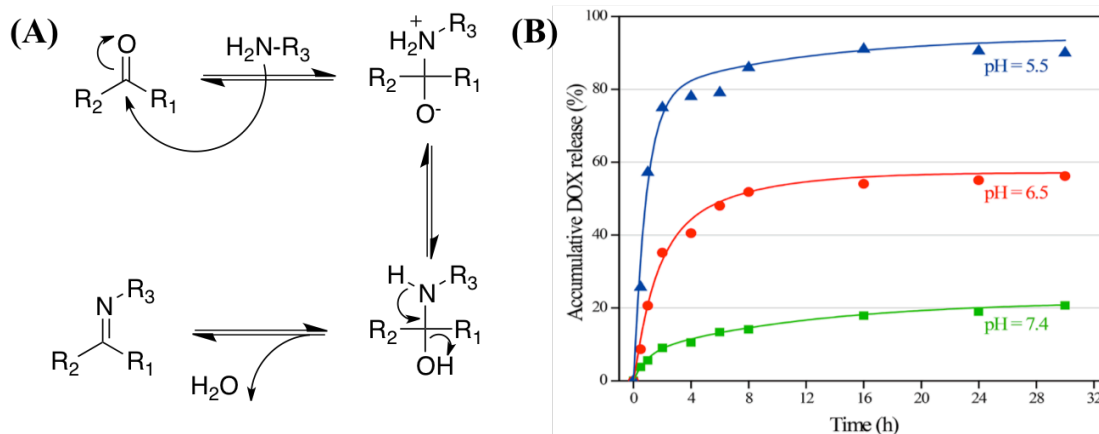 (A)
O
R₂
R₁
H₂N-R₃
+
H₂N
R₃
R₂
R₁
O⁻
H
N
R₃
R₂
R₁
OH
H₂O
N
R₃
R₂
R₁
(B)
Accumulative DOX release (%)
100
80
60
40
20
0
pH = 5.5
pH = 6.5
pH = 7.4
0 4 8 12 16 20 24 28 32
Time (h)